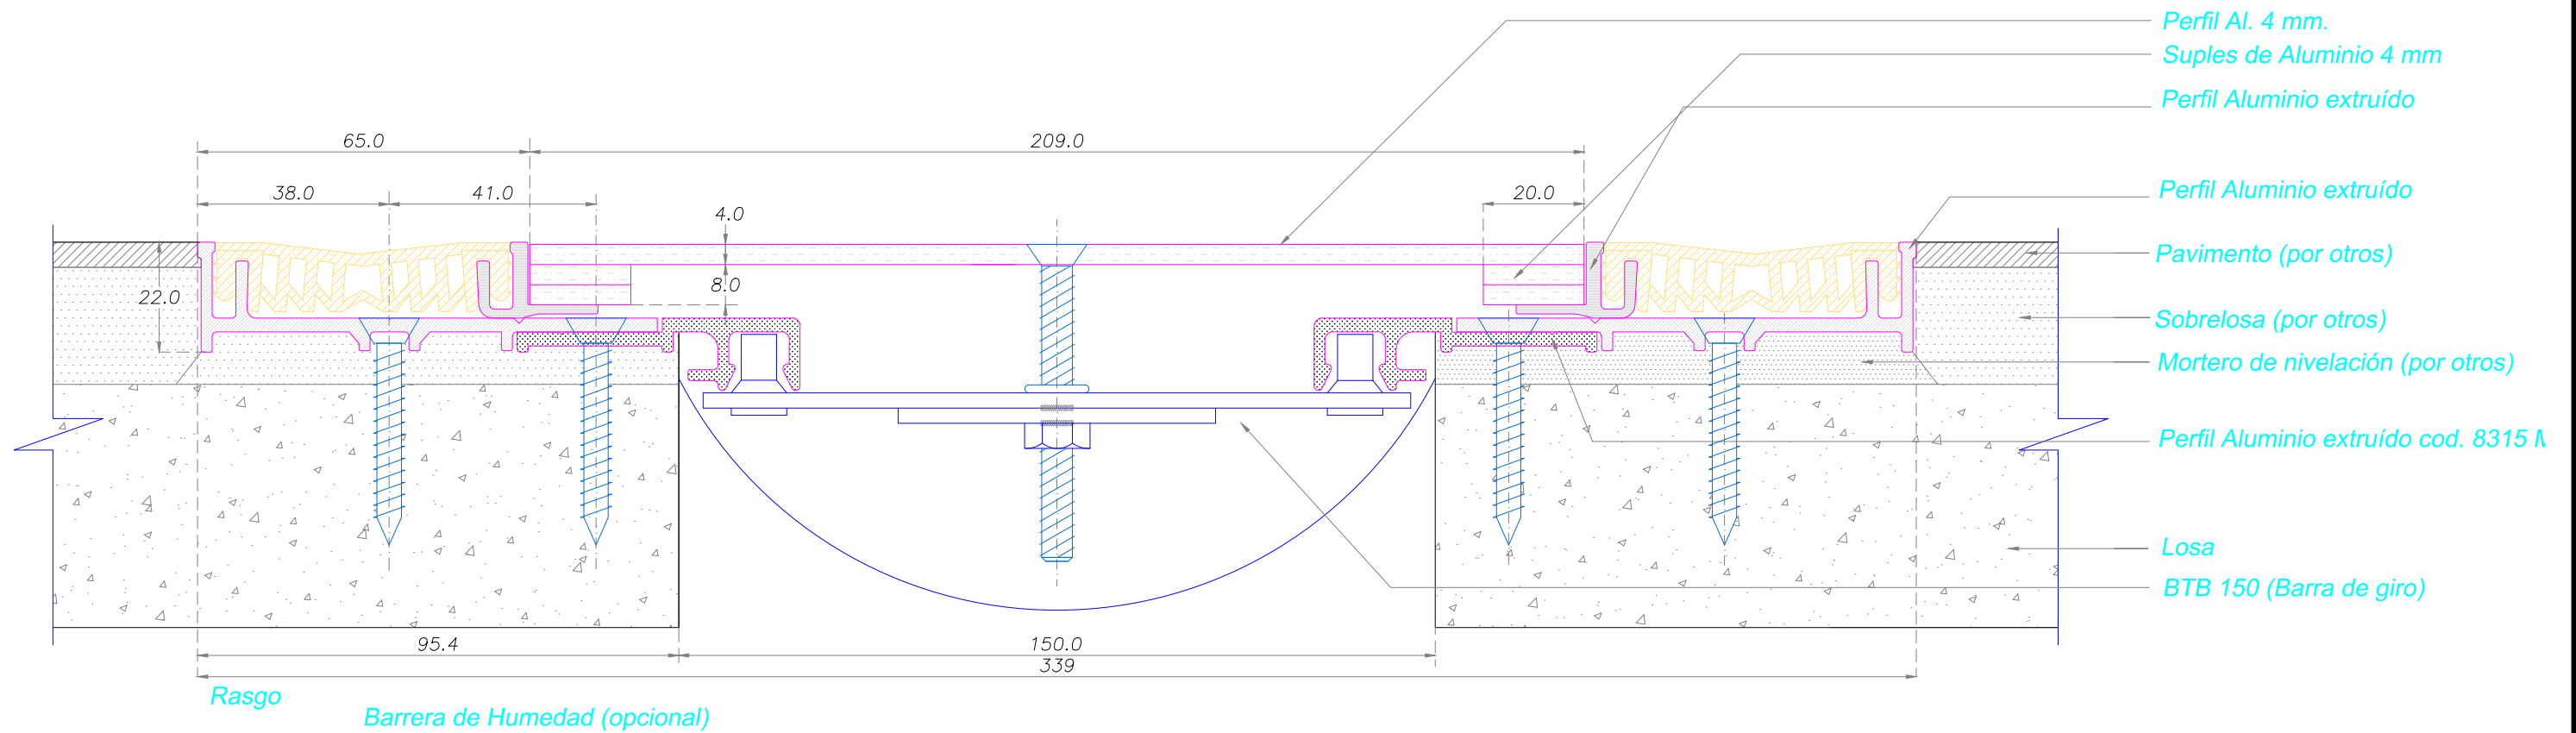 Perfil Al. 4 mm.
Suples de Aluminio 4 mm
Perfil Aluminio extruído
65.0
209.0
38.0
41.0
20.0
Perfil Aluminio extruído
4.0
Pavimento (por otros)
8.0
22.0
Sobrelosa (por otros)
Mortero de nivelación (por otros)
Perfil Aluminio extruído cod. 8315
Losa
BTB 150 (Barra de giro)
95.4
150.0
339
Rasgo
Barrera de Humedad (opcional)